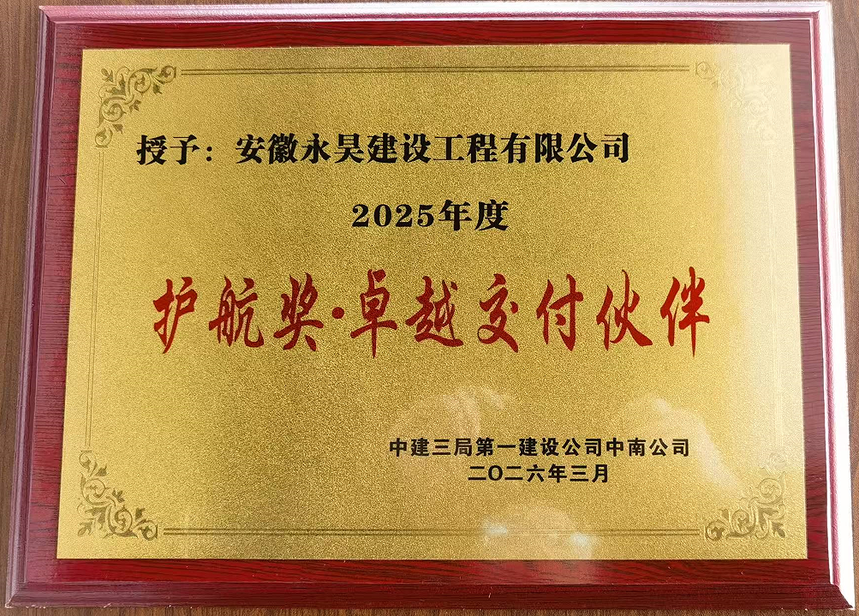 授予：安徽永昊建设工程有限公司
2025年度
护航奖·卓越交付伙伴
中建三局第一建设公司中南公司
二〇二六年三月